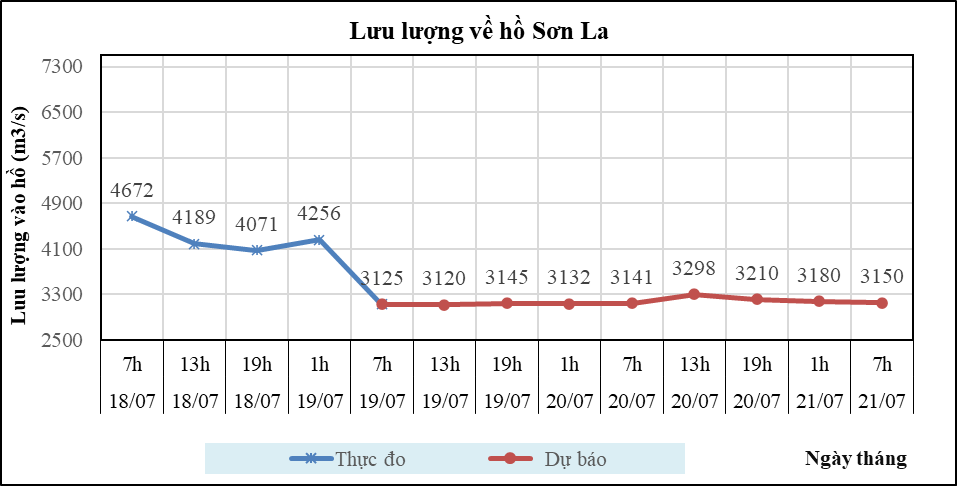 Lưu lượng về hồ Sơn La
Lưu lượng vào hồ (m3/s)
7300
6500
5700
4900
4100
3300
2500
4672 4189 4071 4256 3125 3120 3145 3132 3141 3298 3210 3180 3150
7h 13h 19h 1h 7h 13h 19h 1h 7h 13h 19h 1h 7h
18/07 18/07 18/07 19/07 19/07 19/07 19/07 20/07 20/07 20/07 20/07 21/07 21/07
Thực đo Dự báo Ngày tháng